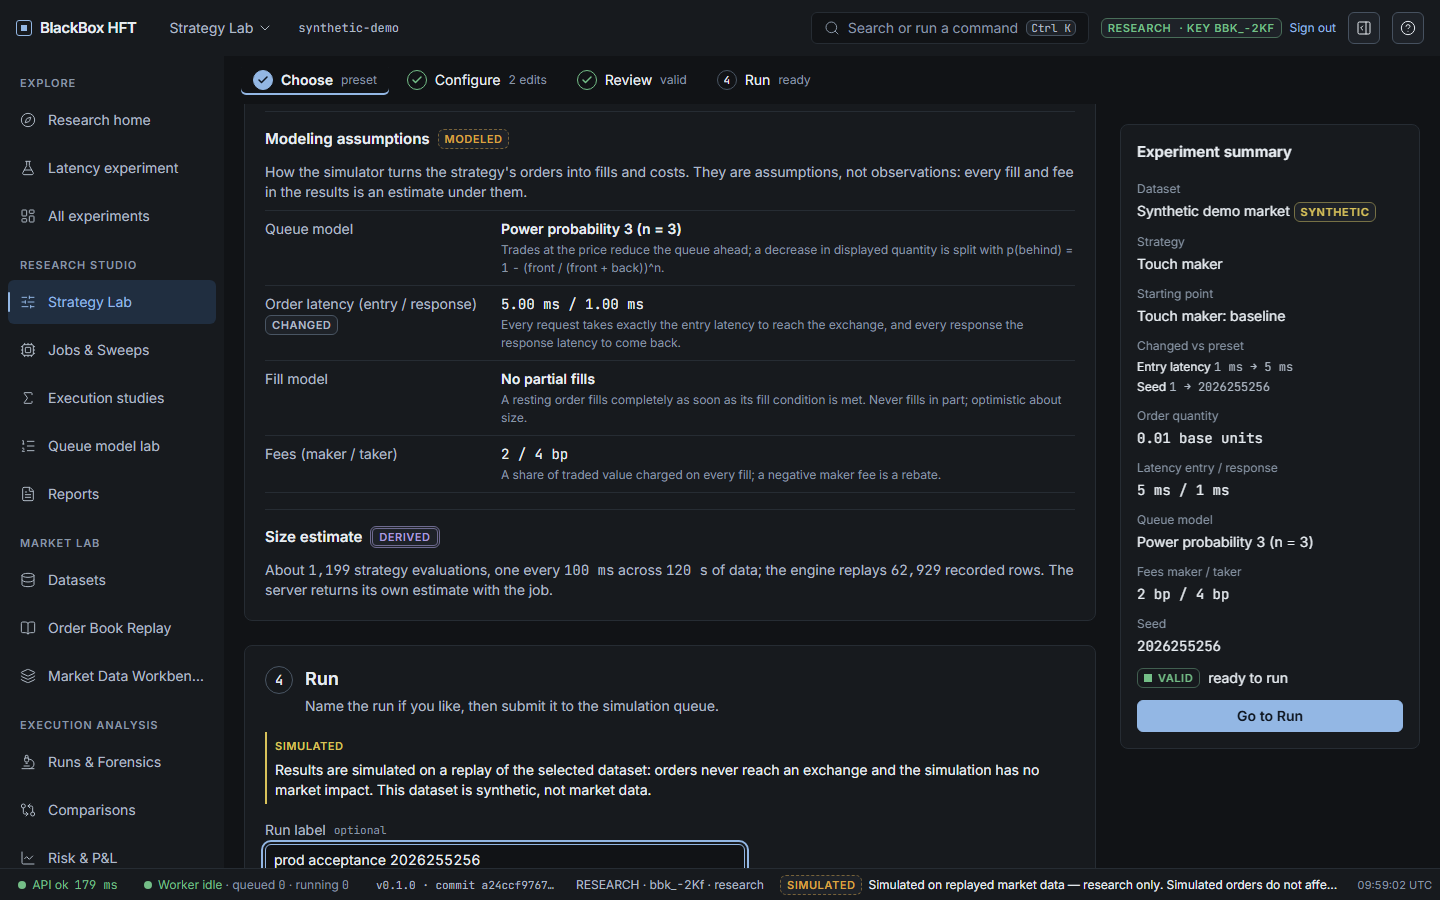 BlackBox HFT
Strategy Lab
synthetic-demo
Search or run a command Ctrl K
RESEARCH · KEY BBK_-2KF
Sign out
EXPLORE
Research home
Latency experiment
All experiments
RESEARCH STUDIO
Strategy Lab
Jobs & Sweeps
Execution studies
Queue model lab
Reports
MARKET LAB
Datasets
Order Book Replay
Market Data Workben...
EXECUTION ANALYSIS
Runs & Forensics
Comparisons
Risk & P&L
Choose preset
Configure 2 edits
Review valid
4 Run ready
Modeling assumptions MODELED
How the simulator turns the strategy's orders into fills and costs. They are assumptions, not observations: every fill and fee
in the results is an estimate under them.
Queue model
Power probability 3 (n = 3)
Trades at the price reduce the queue ahead; a decrease in displayed quantity is split with p(behind) =
1 - (front / (front + back))^n.
Order latency (entry / response)
CHANGED
5.00 ms / 1.00 ms
Every request takes exactly the entry latency to reach the exchange, and every response the
response latency to come back.
Fill model
No partial fills
A resting order fills completely as soon as its fill condition is met. Never fills in part; optimistic about
size.
Fees (maker / taker)
2 / 4 bp
A share of traded value charged on every fill; a negative maker fee is a rebate.
Size estimate DERIVED
About 1,199 strategy evaluations, one every 100 ms across 120 s of data; the engine replays 62,929 recorded rows. The
server returns its own estimate with the job.
4 Run
Name the run if you like, then submit it to the simulation queue.
SIMULATED
Results are simulated on a replay of the selected dataset: orders never reach an exchange and the simulation has no
market impact. This dataset is synthetic, not market data.
Run label optional
prod acceptance 2026255256
Experiment summary
Dataset
Synthetic demo market SYNTHETIC
Strategy
Touch maker
Starting point
Touch maker: baseline
Changed vs preset
Entry latency 1 ms → 5 ms
Seed 1 → 2026255256
Order quantity
0.01 base units
Latency entry / response
5 ms / 1 ms
Queue model
Power probability 3 (n = 3)
Fees maker / taker
2 bp / 4 bp
Seed
2026255256
VALID ready to run
Go to Run
API ok 179 ms
Worker idle · queued 0 · running 0
v0.1.0 · commit a24ccf9767…
RESEARCH · bbk_-2Kf · research
SIMULATED Simulated on replayed market data — research only. Simulated orders do not affe...
09:59:02 UTC